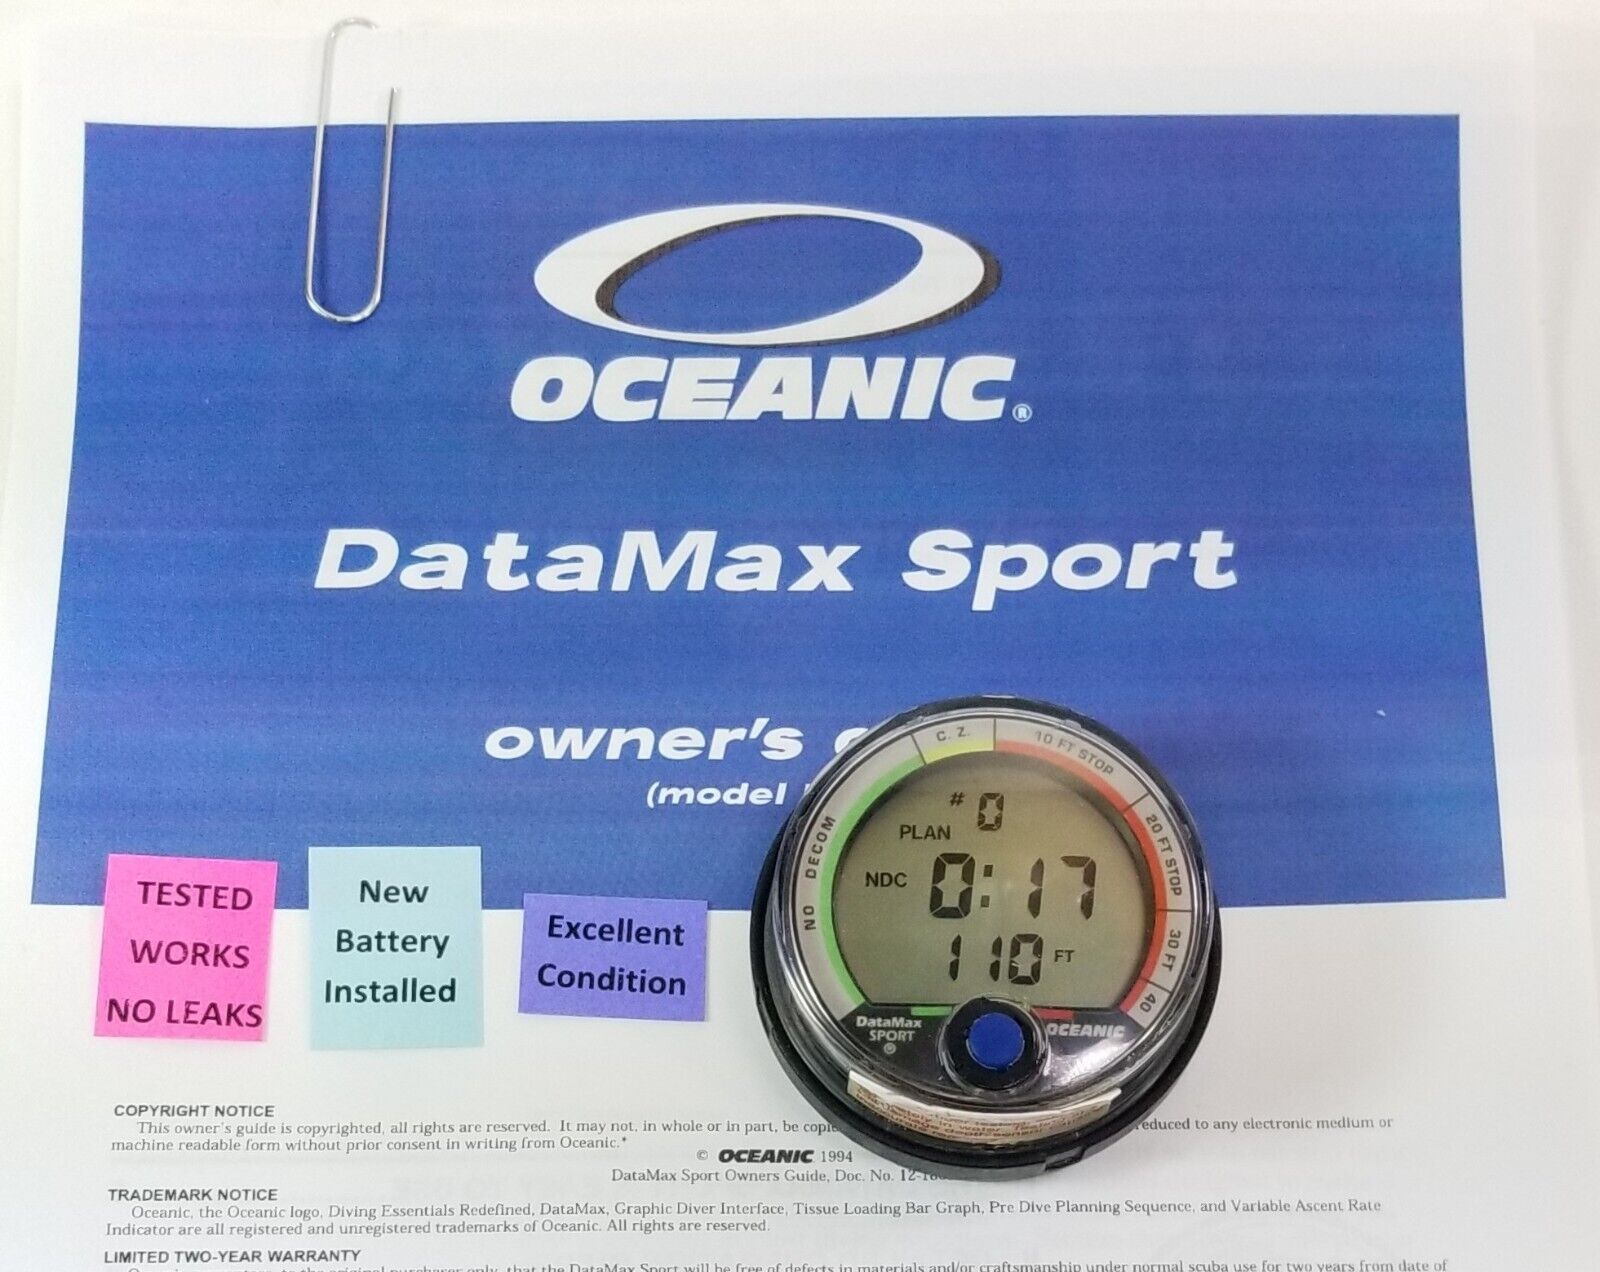 OCEANIC®
DataMax Sport
owner's
(model
C. Z.
10 FT STOP
20 FT STOP
30 FT
40
NO DECOM
# 0
PLAN
NDC 0:17
110 FT
DataMax
SPORT
®
OCEANIC
TESTED
WORKS
NO LEAKS
New
Battery
Installed
Excellent
Condition
COPYRIGHT NOTICE
This owner's guide is copyrighted, all rights are reserved. It may not, in whole or in part, be reduced to any electronic medium or
machine readable form without prior consent in writing from Oceanic.*
© OCEANIC 1994
DataMax Sport Owners Guide, Doc. No.
TRADEMARK NOTICE
Oceanic, the Oceanic logo, Diving Essentials Redefined, DataMax, Graphic Diver Interface, Tissue Loading Bar Graph, Pre Dive Planning Sequence, and Variable Ascent Rate
Indicator are all registered and unregistered trademarks of Oceanic. All rights are reserved.
LIMITED TWO-YEAR WARRANTY
that the DataMax Sport will be free of defects in materials and/or craftsmanship under normal scuba use for two years from date of